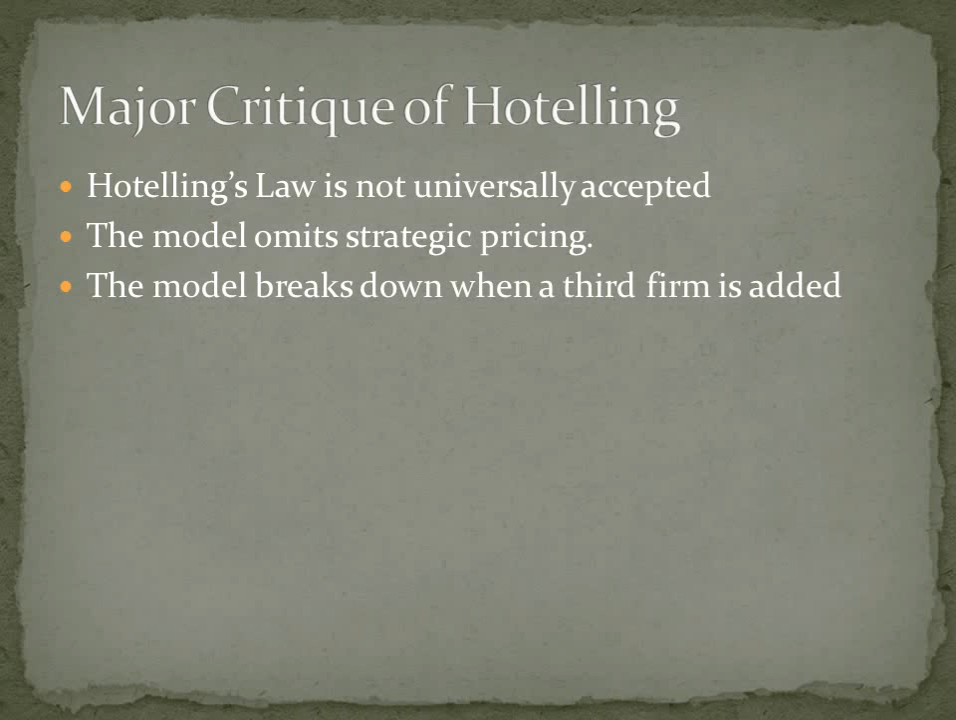 Major Critique of Hotelling
• Hotelling’s Law is not universally accepted
• The model omits strategic pricing.
• The model breaks down when a third firm is added